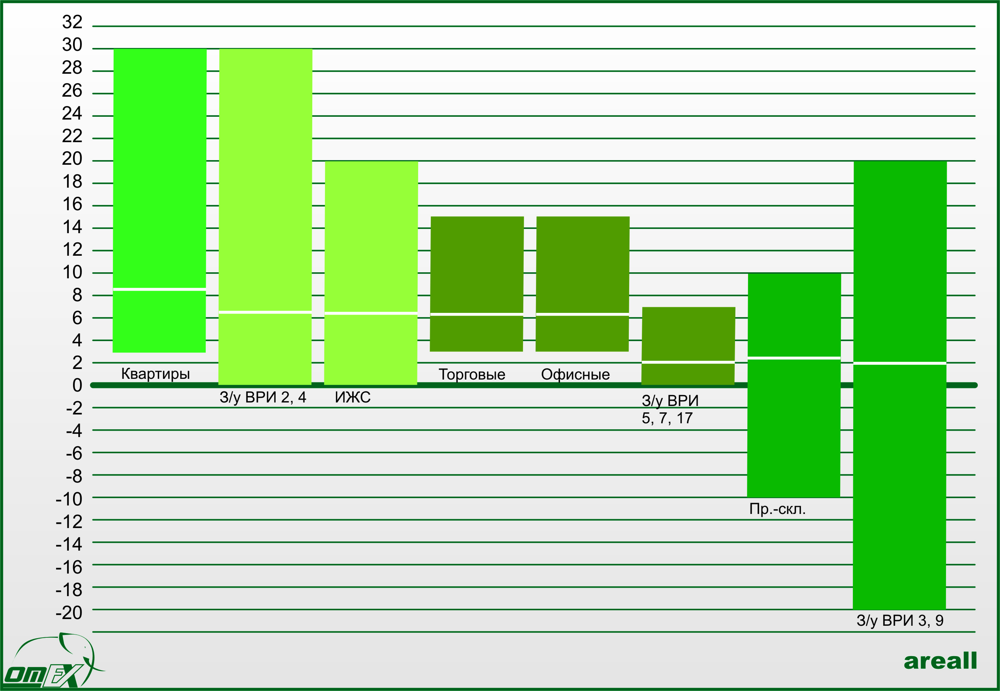 32
30
28
26
24
22
20
18
16
14
12
10
8
6
4
2
0
-2
-4
-6
-8
-10
-12
-14
-16
-18
-20
Квартиры
З/у ВРИ 2, 4
ИЖС
Торговые
Офисные
З/у ВРИ
5, 7, 17
Пр.-скл.
З/у ВРИ 3, 9
omEX
areall